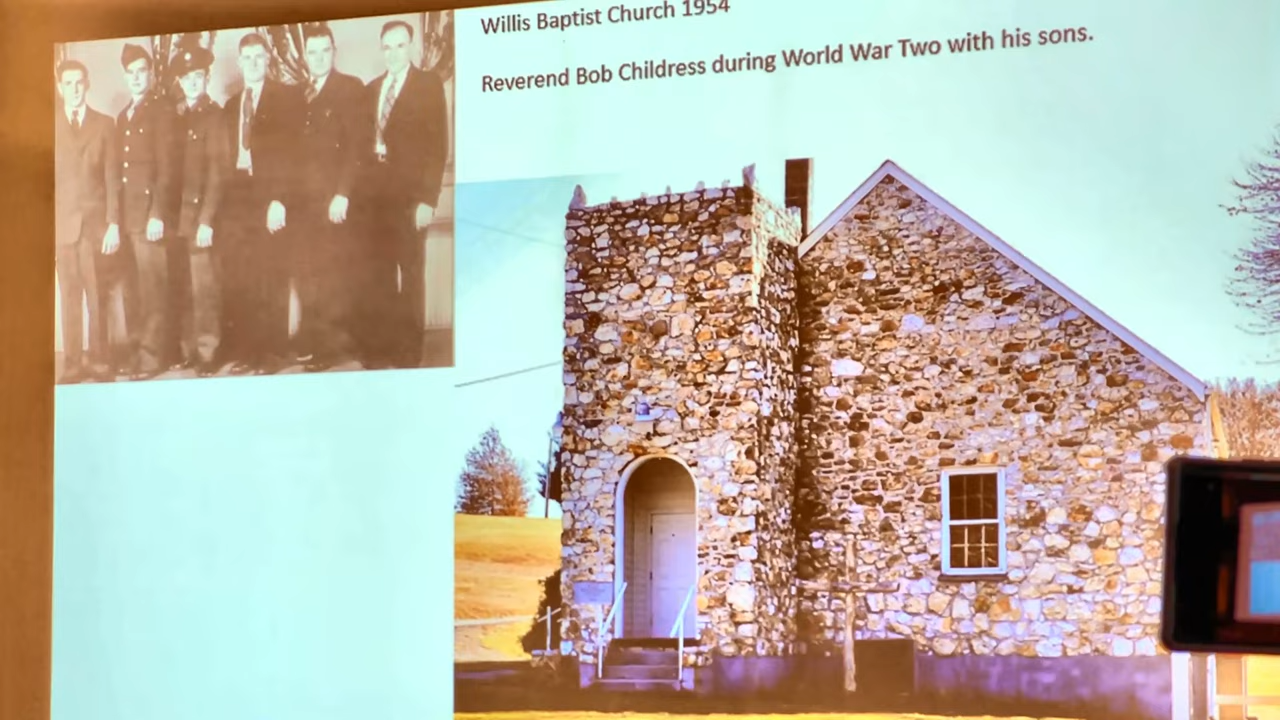 Willis Baptist Church 1954
Reverend Bob Childress during World War Two with his sons.